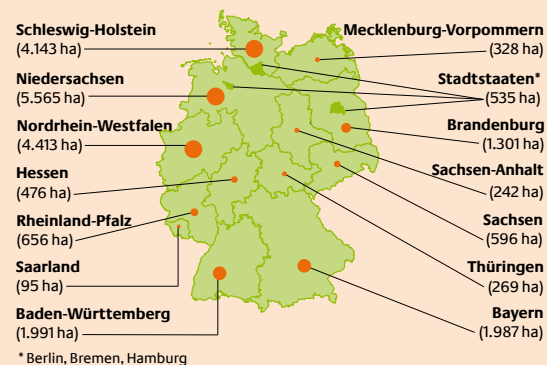 Schleswig-Holstein
(4.143 ha)
Niedersachsen
(5.565 ha)
Nordrhein-Westfalen
(4.413 ha)
Hessen
(476 ha)
Rheinland-Pfalz
(656 ha)
Saarland
(95 ha)
Baden-Württemberg
(1.991 ha)
Mecklenburg-Vorpommern
(328 ha)
Stadtstaaten*
(535 ha)
Brandenburg
(1.301 ha)
Sachsen-Anhalt
(242 ha)
Sachsen
(596 ha)
Thüringen
(269 ha)
Bayern
(1.987 ha)
* Berlin, Bremen, Hamburg